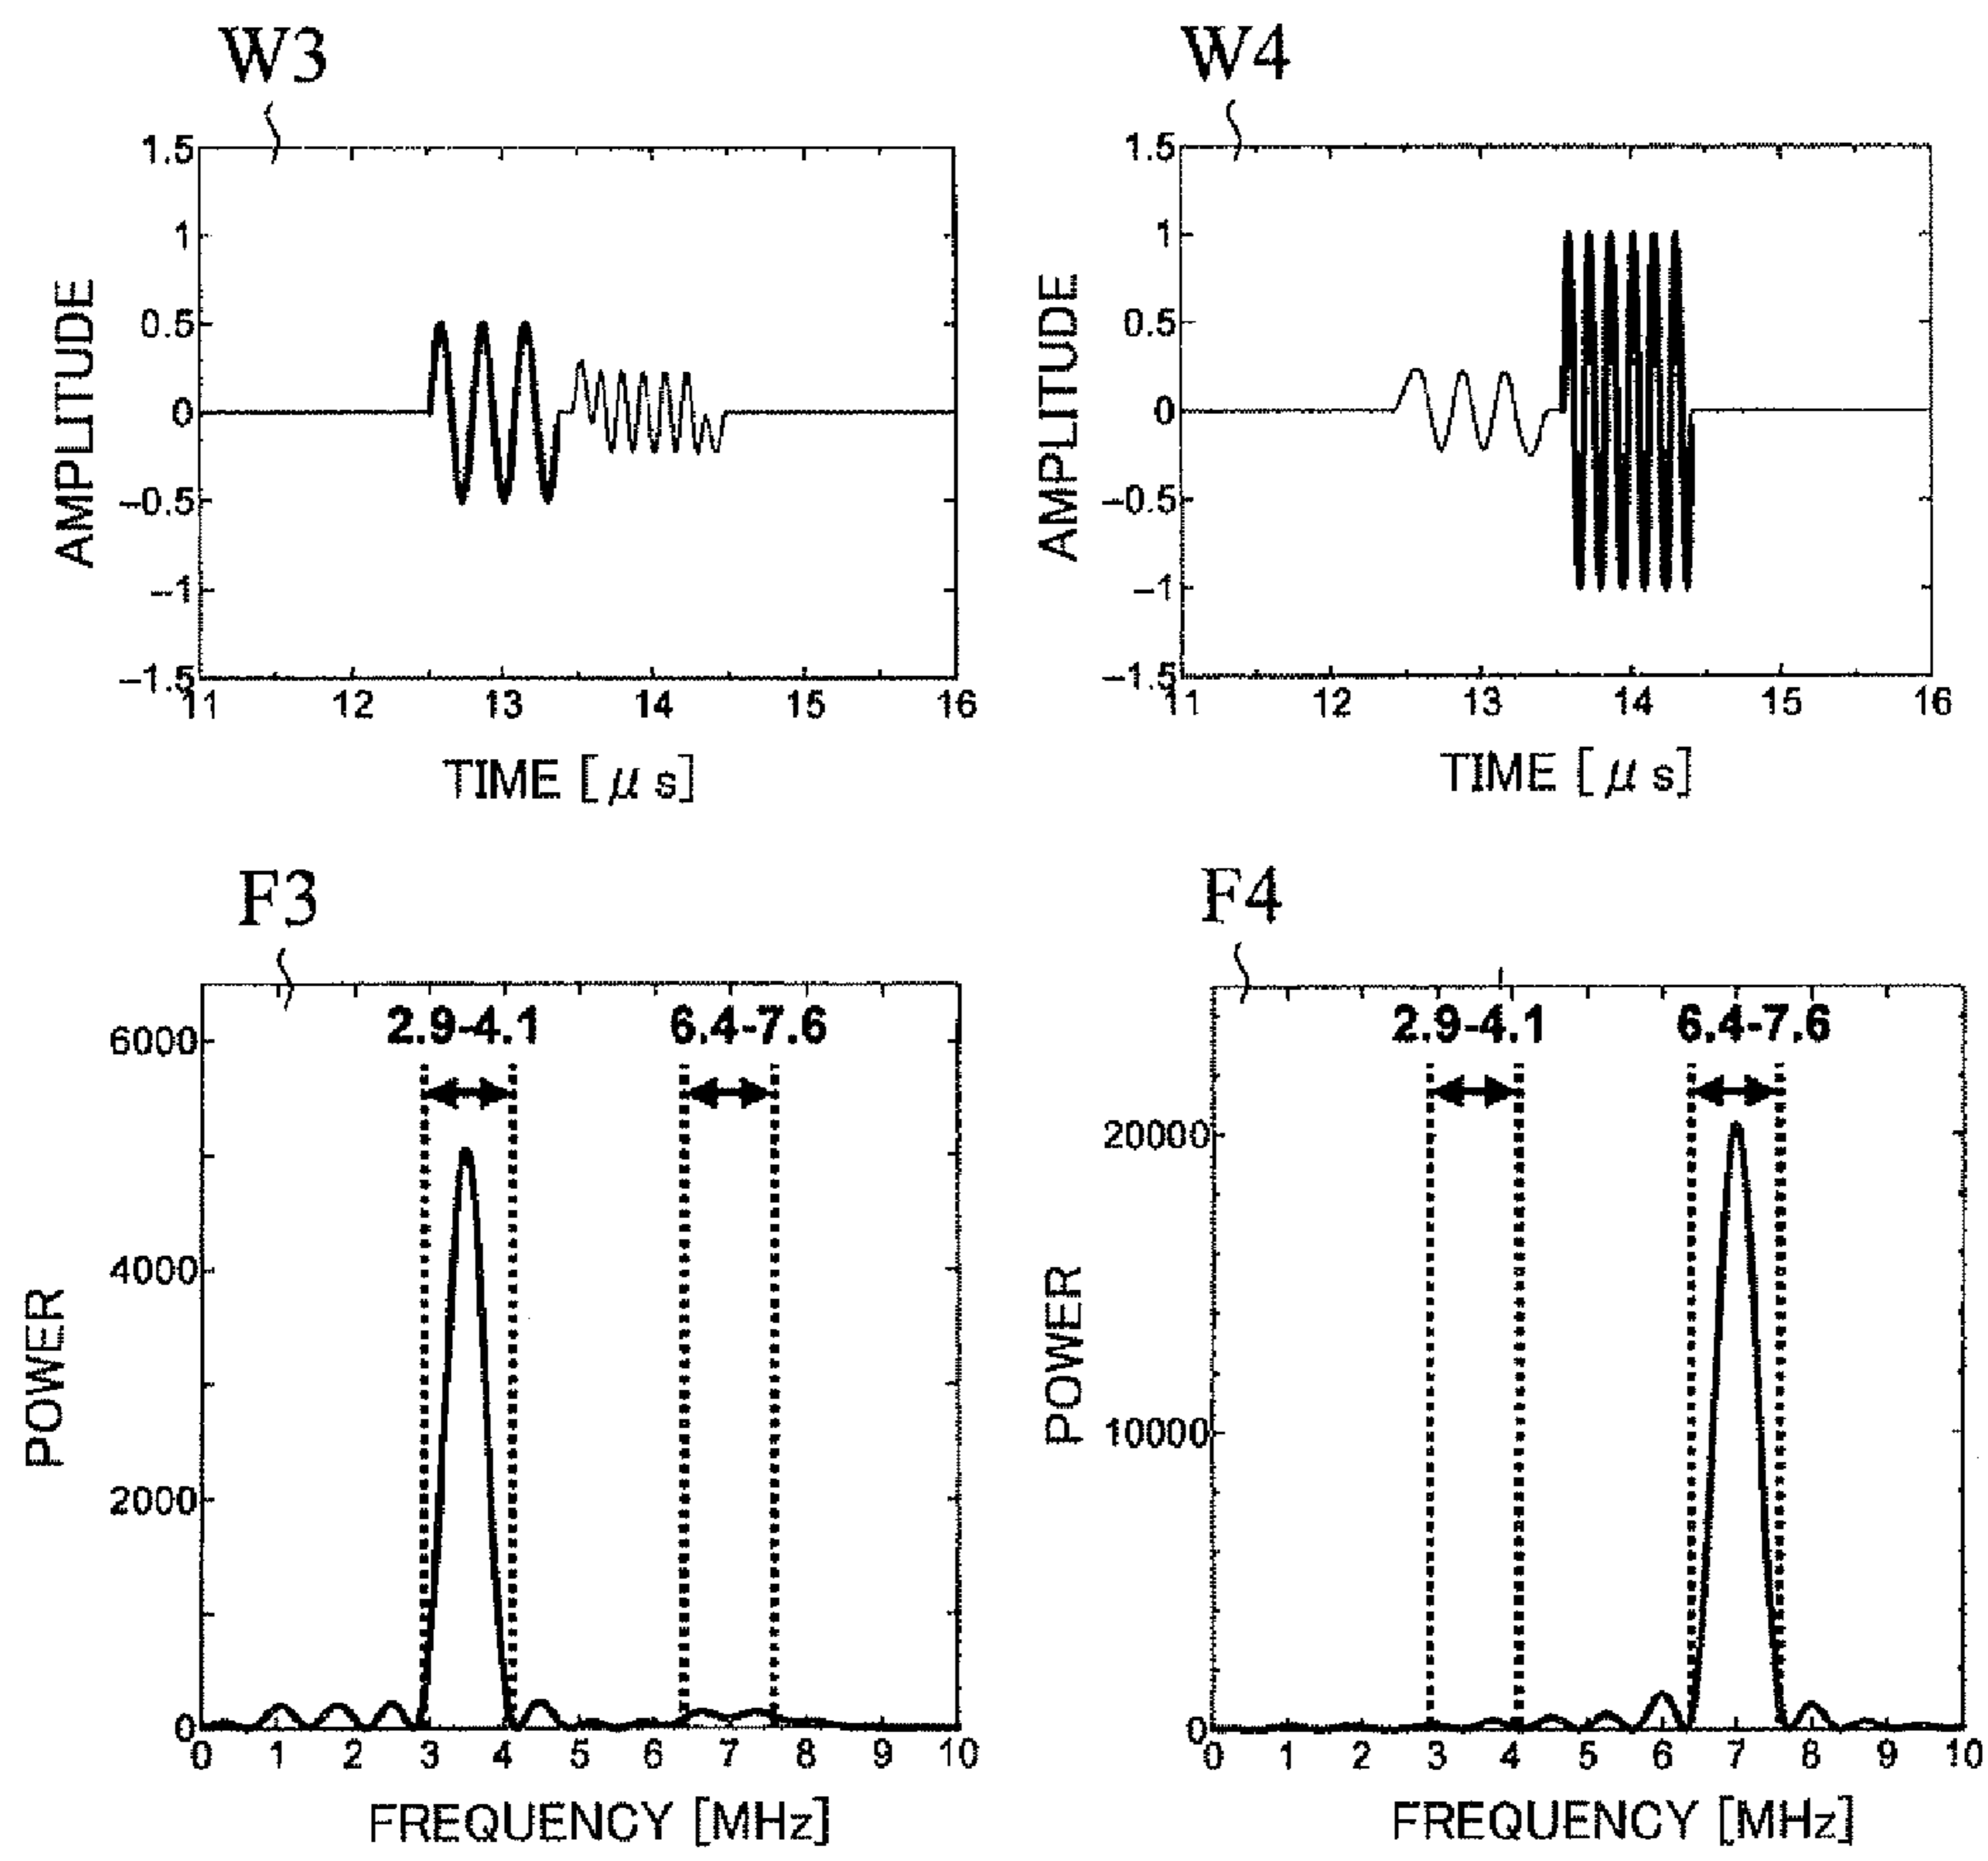 W3
1.5
1
0.5
0
−0.5
−1
−1.5
AMPLITUDE
11 12 13 14 15 16
TIME [μs]
W4
1.5
1
0.5
0
−0.5
−1
−1.5
AMPLITUDE
11 12 13 14 15 16
TIME [μs]
F3
2.9-4.1 6.4-7.6
6000
4000
2000
0
POWER
0 1 2 3 4 5 6 7 8 9 10
FREQUENCY [MHz]
F4
2.9-4.1 6.4-7.6
20000
10000
0
POWER
0 1 2 3 4 5 6 7 8 9 10
FREQUENCY [MHz]